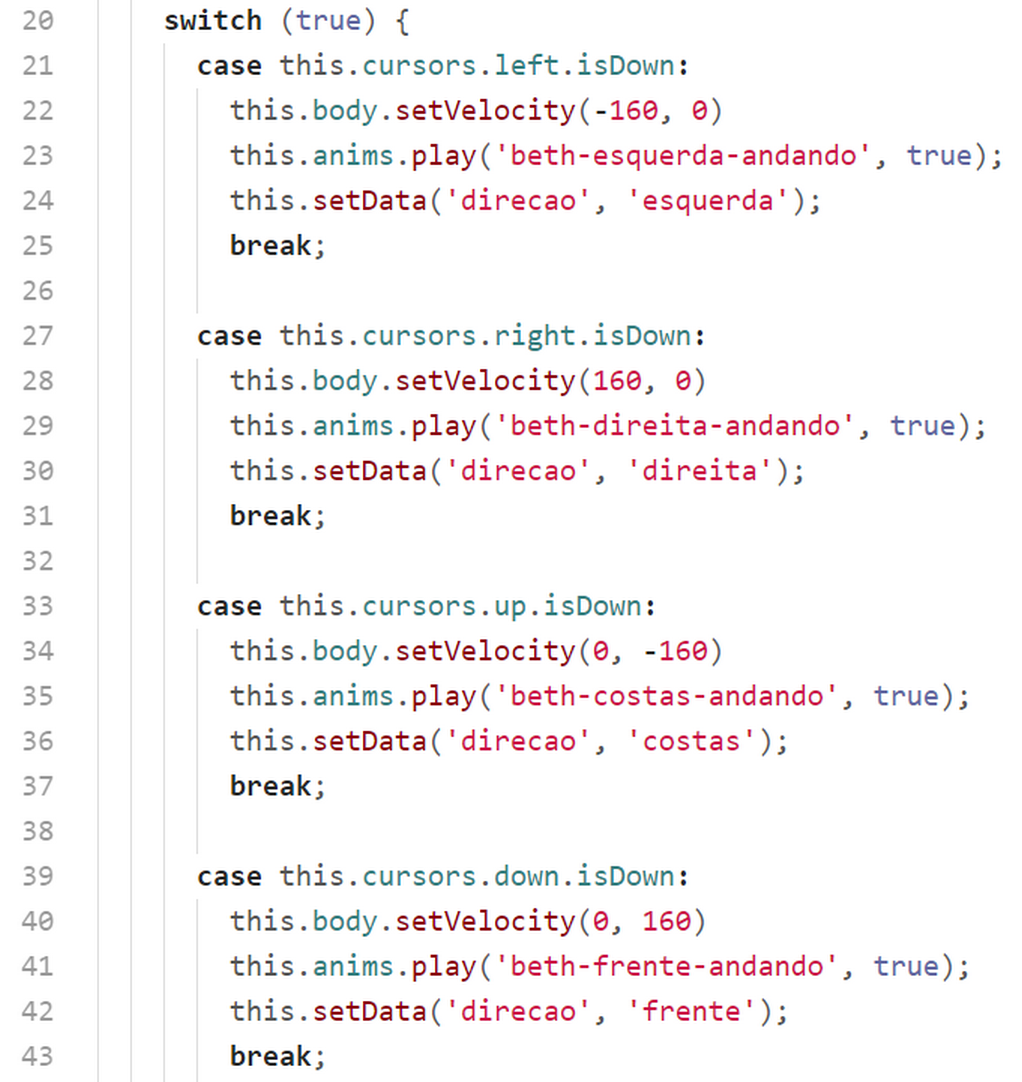 20 switch (true) {
21 case this.cursors.left.isDown:
22 this.body.setVelocity(-160, 0)
23 this.anims.play('beth-esquerda-andando', true);
24 this.setData('direcao', 'esquerda');
25 break;
26
27 case this.cursors.right.isDown:
28 this.body.setVelocity(160, 0)
29 this.anims.play('beth-direita-andando', true);
30 this.setData('direcao', 'direita');
31 break;
32
33 case this.cursors.up.isDown:
34 this.body.setVelocity(0, -160)
35 this.anims.play('beth-costas-andando', true);
36 this.setData('direcao', 'costas');
37 break;
38
39 case this.cursors.down.isDown:
40 this.body.setVelocity(0, 160)
41 this.anims.play('beth-frente-andando', true);
42 this.setData('direcao', 'frente');
43 break;